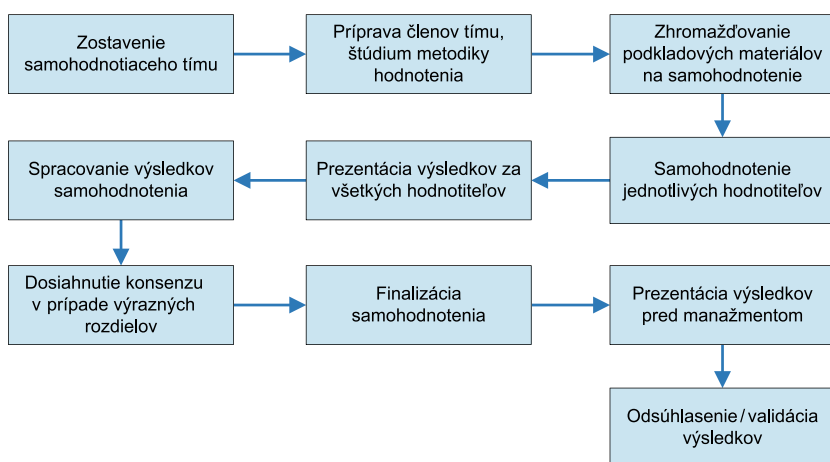 Zostavenie
samohodnotiaceho tímu
Príprava členov tímu,
štúdium metodiky
hodnotenia
Zhromažďovanie
podkladových materiálov
na samohodnotenie
Samohodnotenie
jednotlivých hodnotiteľov
Prezentácia výsledkov za
všetkých hodnotiteľov
Spracovanie výsledkov
samohodnotenia
Dosiahnutie konsenzu
v prípade výrazných
rozdielov
Finalizácia
samohodnotenia
Prezentácia výsledkov
pred manažmentom
Odsúhlasenie / validácia
výsledkov